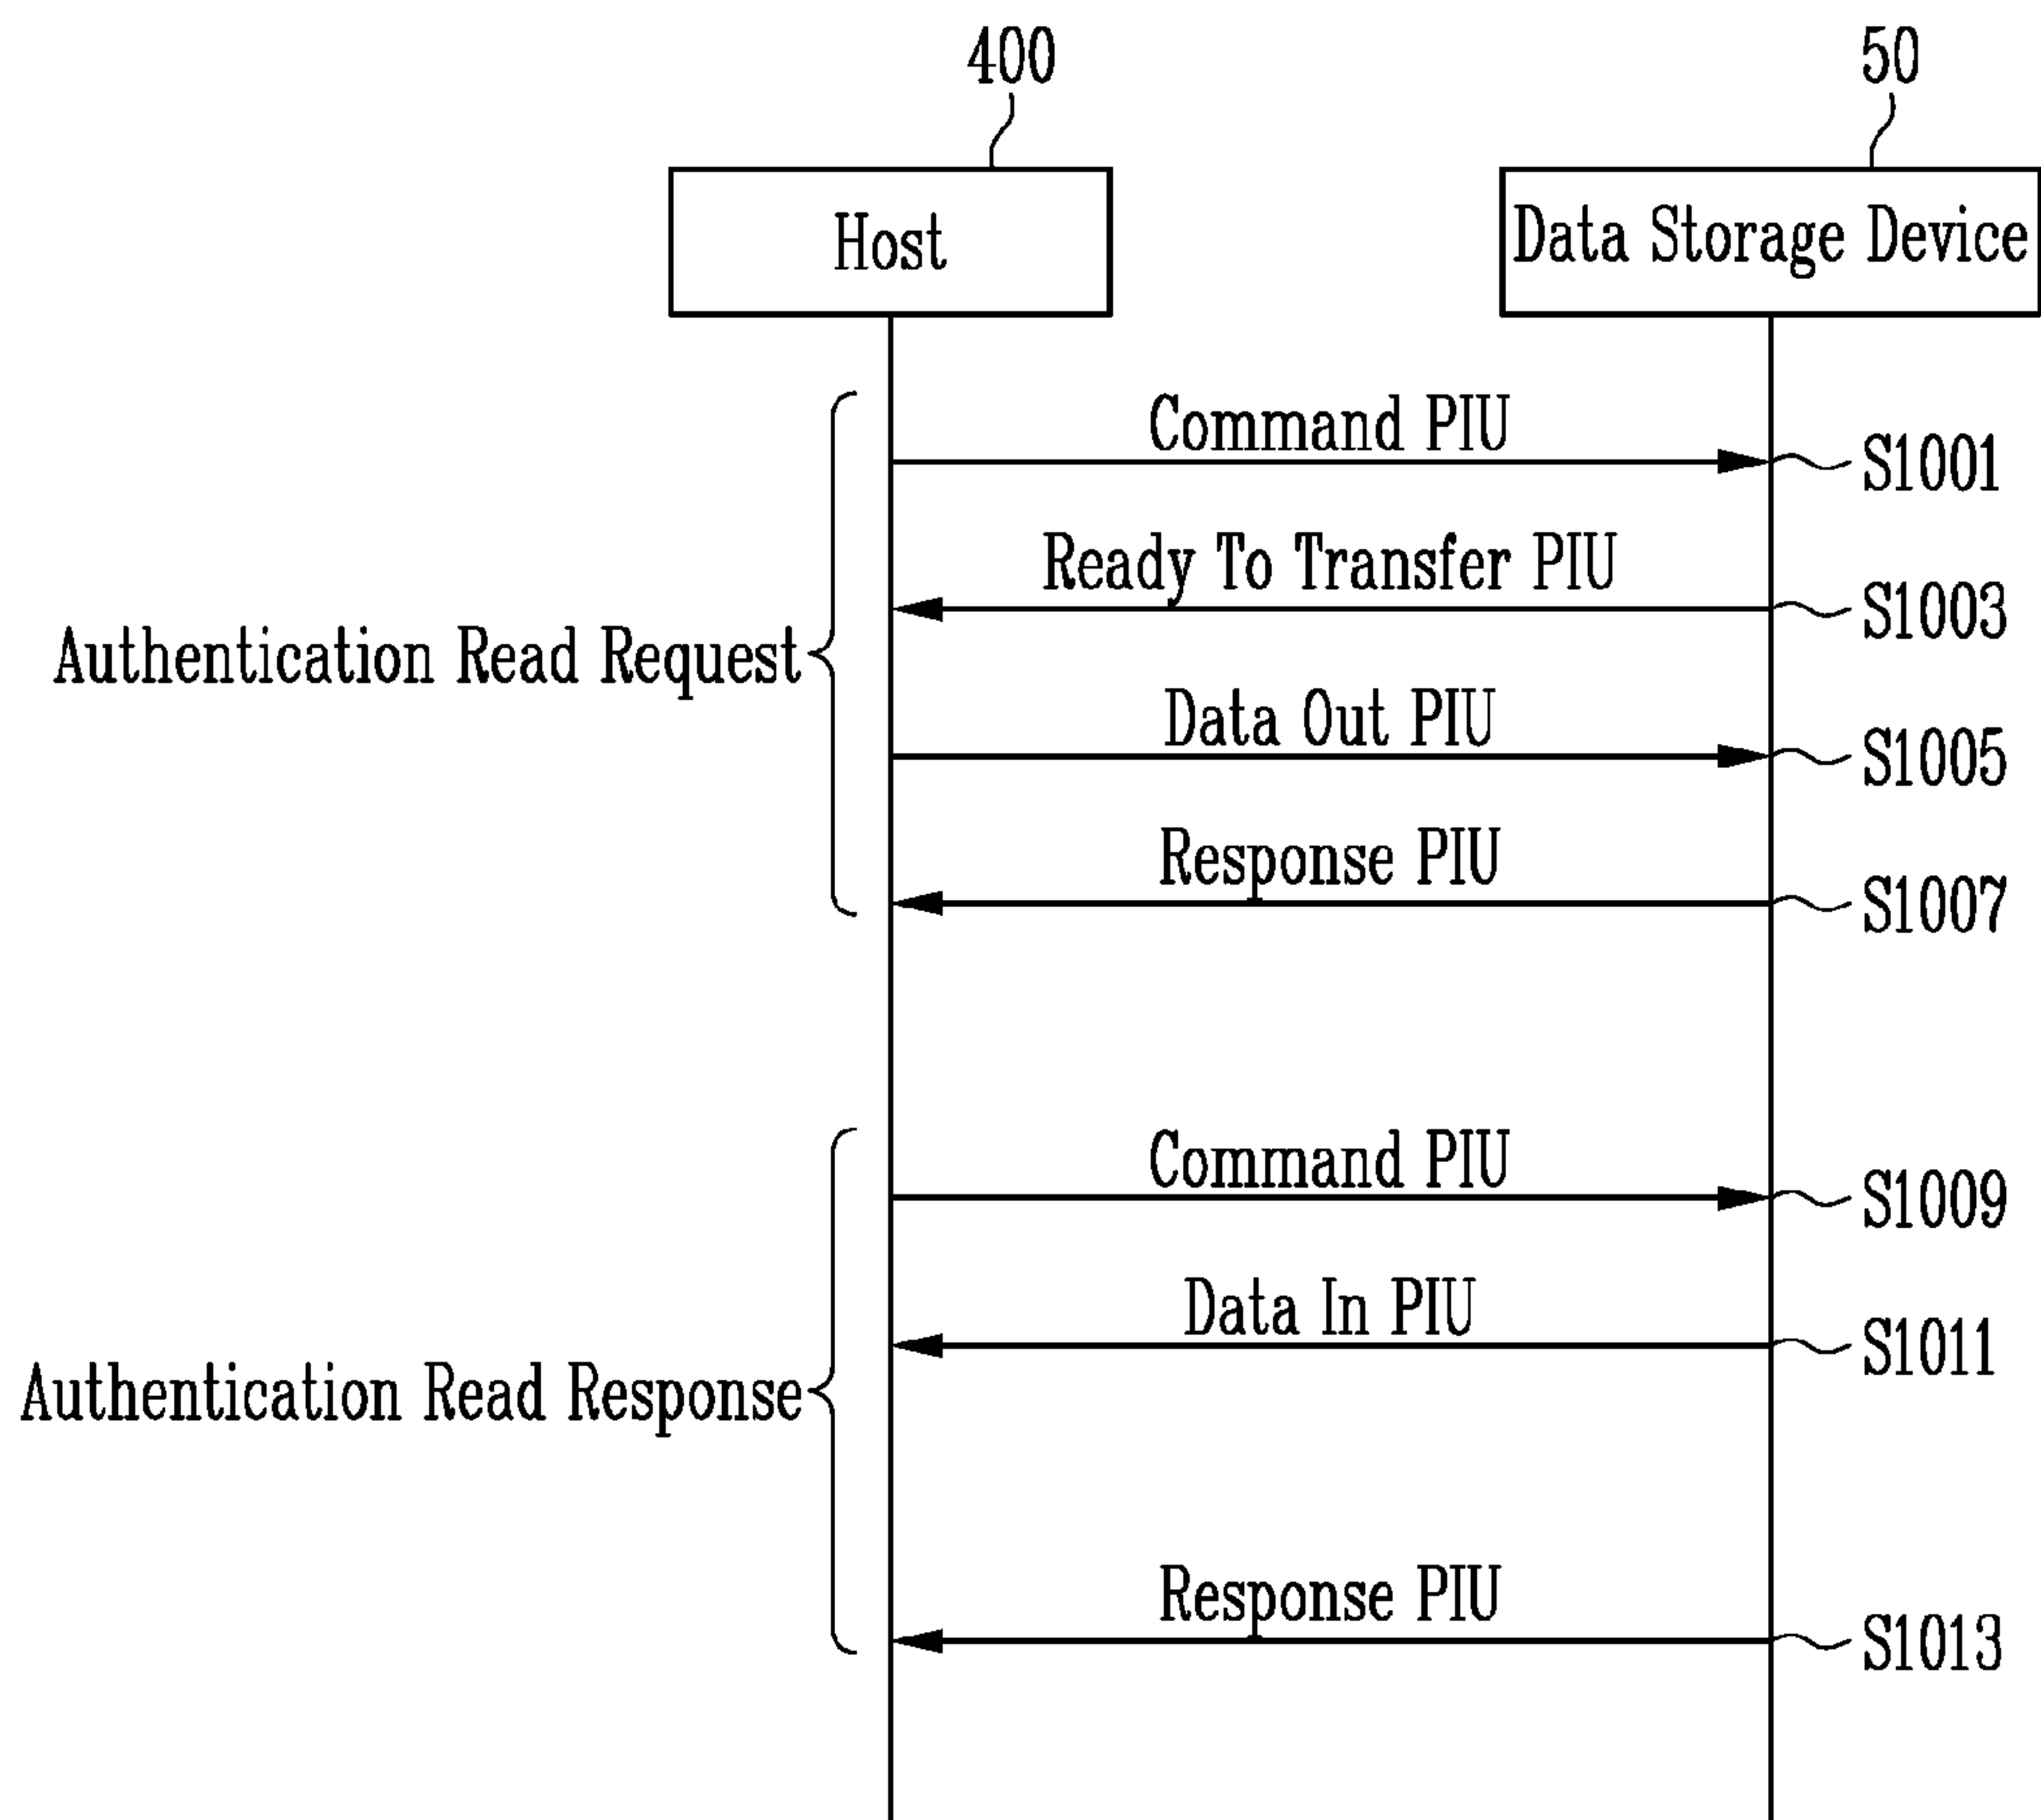 400
50
Host
Data Storage Device
Command PIU
S1001
Ready To Transfer PIU
S1003
Authentication Read Request
Data Out PIU
S1005
Response PIU
S1007
Command PIU
S1009
Data In PIU
S1011
Authentication Read Response
Response PIU
S1013